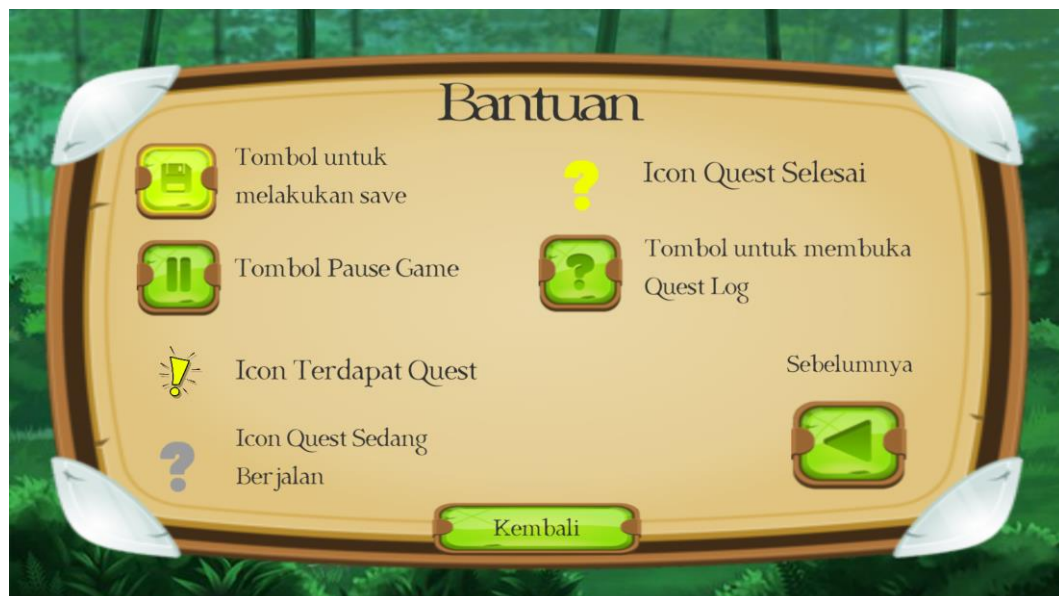 Bantuan
Tombol untuk
melakukan save
Tombol Pause Game
Icon Terdapat Quest
Icon Quest Sedang
Berjalan
Icon Quest Selesai
Tombol untuk membuka
Quest Log
Sebelumnya
Kembali